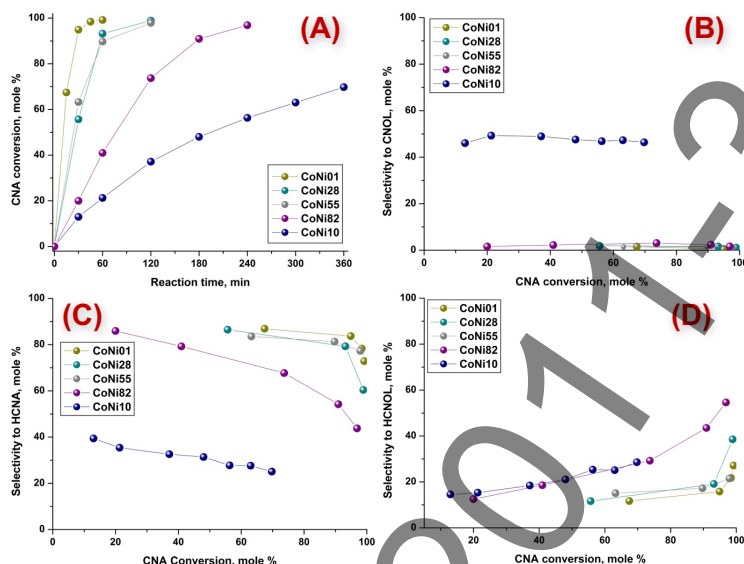 (A)
CNA conversion, mole %
100
80
60
40
20
0
0 60 120 180 240 300 360
Reaction time, min
CoNi01
CoNi28
CoNi55
CoNi82
CoNi10
(B)
Selectivity to CNOL, mole %
100
80
60
40
20
0
0 20 40 60 80 100
CNA conversion, mole %
CoNi01
CoNi28
CoNi55
CoNi82
CoNi10
(C)
Selectivity to HCNA, mole %
100
80
60
40
20
0
0 20 40 60 80 100
CNA Conversion, mole %
CoNi01
CoNi28
CoNi55
CoNi82
CoNi10
(D)
Selectivity to HCNOL, mole %
100
80
60
40
20
0
0 20 40 60 80 100
CNA conversion, mole %
CoNi01
CoNi28
CoNi55
CoNi82
CoNi10